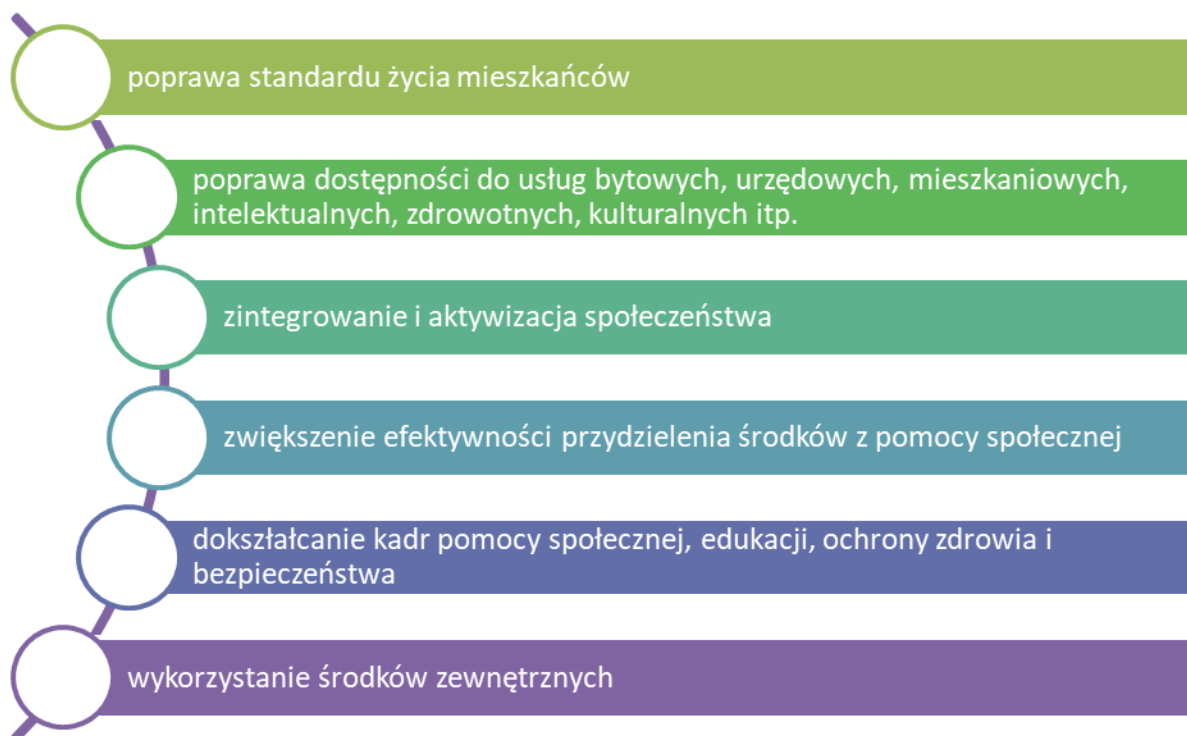 poprawa standardu życia mieszkańców
poprawa dostępności do usług bytowych, urzędowych, mieszkaniowych,
intelektualnych, zdrowotnych, kulturalnych itp.
zintegrowanie i aktywizacja społeczeństwa
zwiększenie efektywności przydzielenia środków z pomocy społecznej
dokształcanie kadr pomocy społecznej, edukacji, ochrony zdrowia i
bezpieczeństwa
wykorzystanie środków zewnętrznych